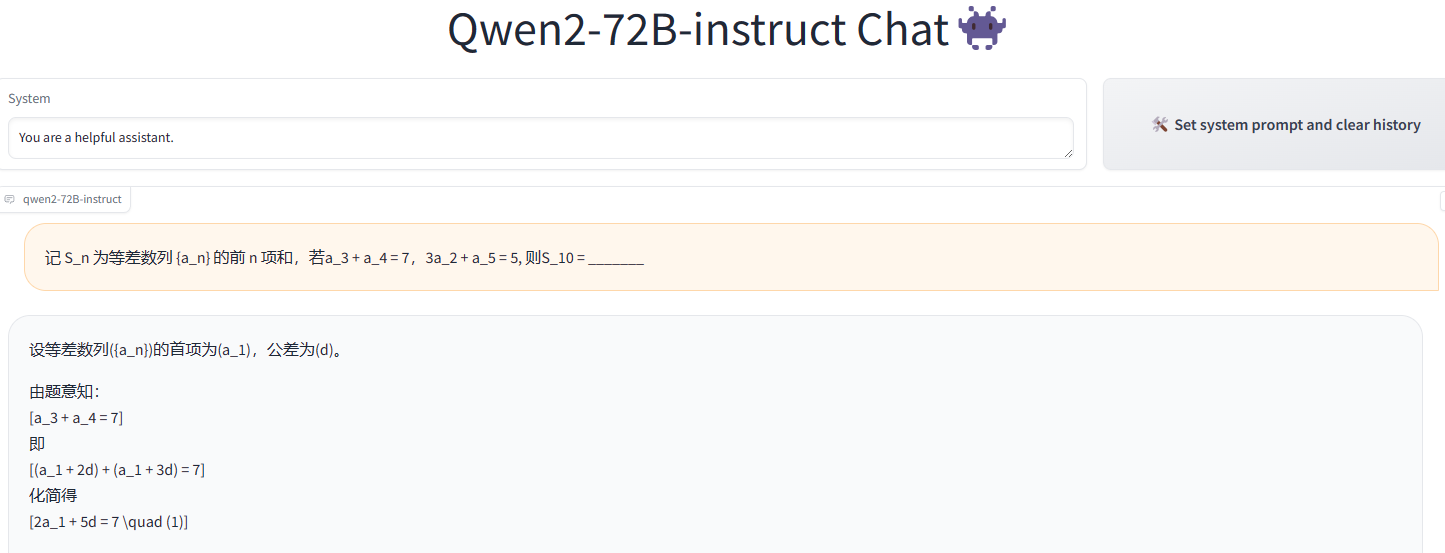 Qwen2-72B-instruct Chat
System
You are a helpful assistant.
Set system prompt and clear history
qwen2-72B-instruct
记 S_n 为等差数列 {a_n} 的前 n 项和，若a_3 + a_4 = 7，3a_2 + a_5 = 5, 则S_10 = _______
设等差数列({a_n})的首项为(a_1)，公差为(d)。
由题意知：
[a_3 + a_4 = 7]
即
[(a_1 + 2d) + (a_1 + 3d) = 7]
化简得
[2a_1 + 5d = 7 \quad (1)]